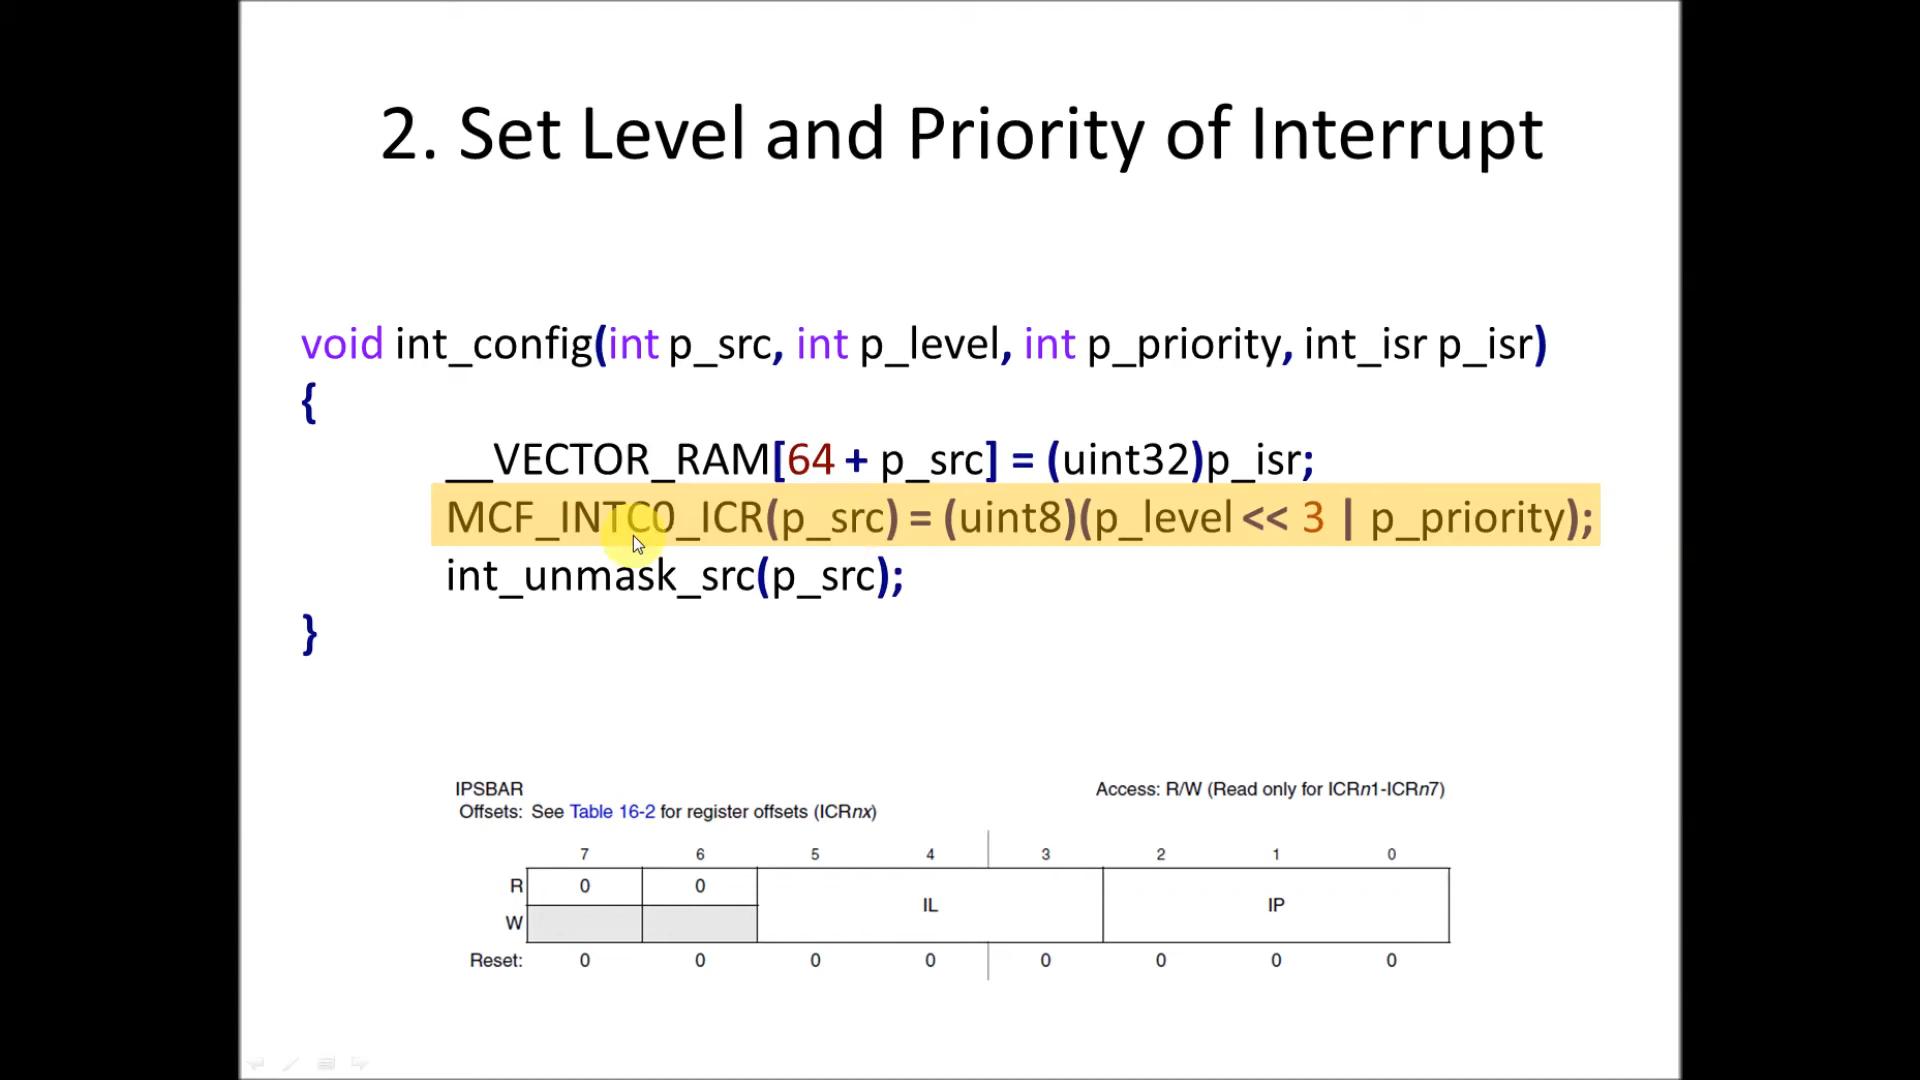 2. Set Level and Priority of Interrupt
void int_config(int p_src, int p_level, int p_priority, int_isr p_isr)
{
__VECTOR_RAM[64 + p_src] = (uint32)p_isr;
MCF_INTC0_ICR(p_src) = (uint8)(p_level << 3 | p_priority);
int_unmask_src(p_src);
}
IPSBAR Access: R/W (Read only for ICRn1-ICRn7)
Offsets: See Table 16-2 for register offsets (ICRnx)
7 6 5 4 3 2 1 0
R 0 0 IL IP
W
Reset: 0 0 0 0 0 0 0 0